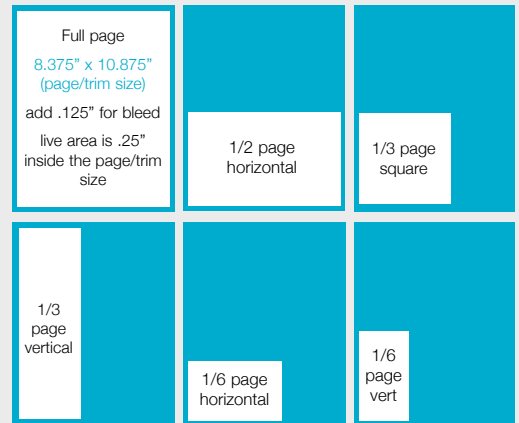 Full page
8.375” x 10.875”
(page/trim size)
add .125” for bleed
live area is .25”
inside the page/trim
size
1/2 page
horizontal
1/3 page
square
1/3
page
vertical
1/6 page
horizontal
1/6
page
vert